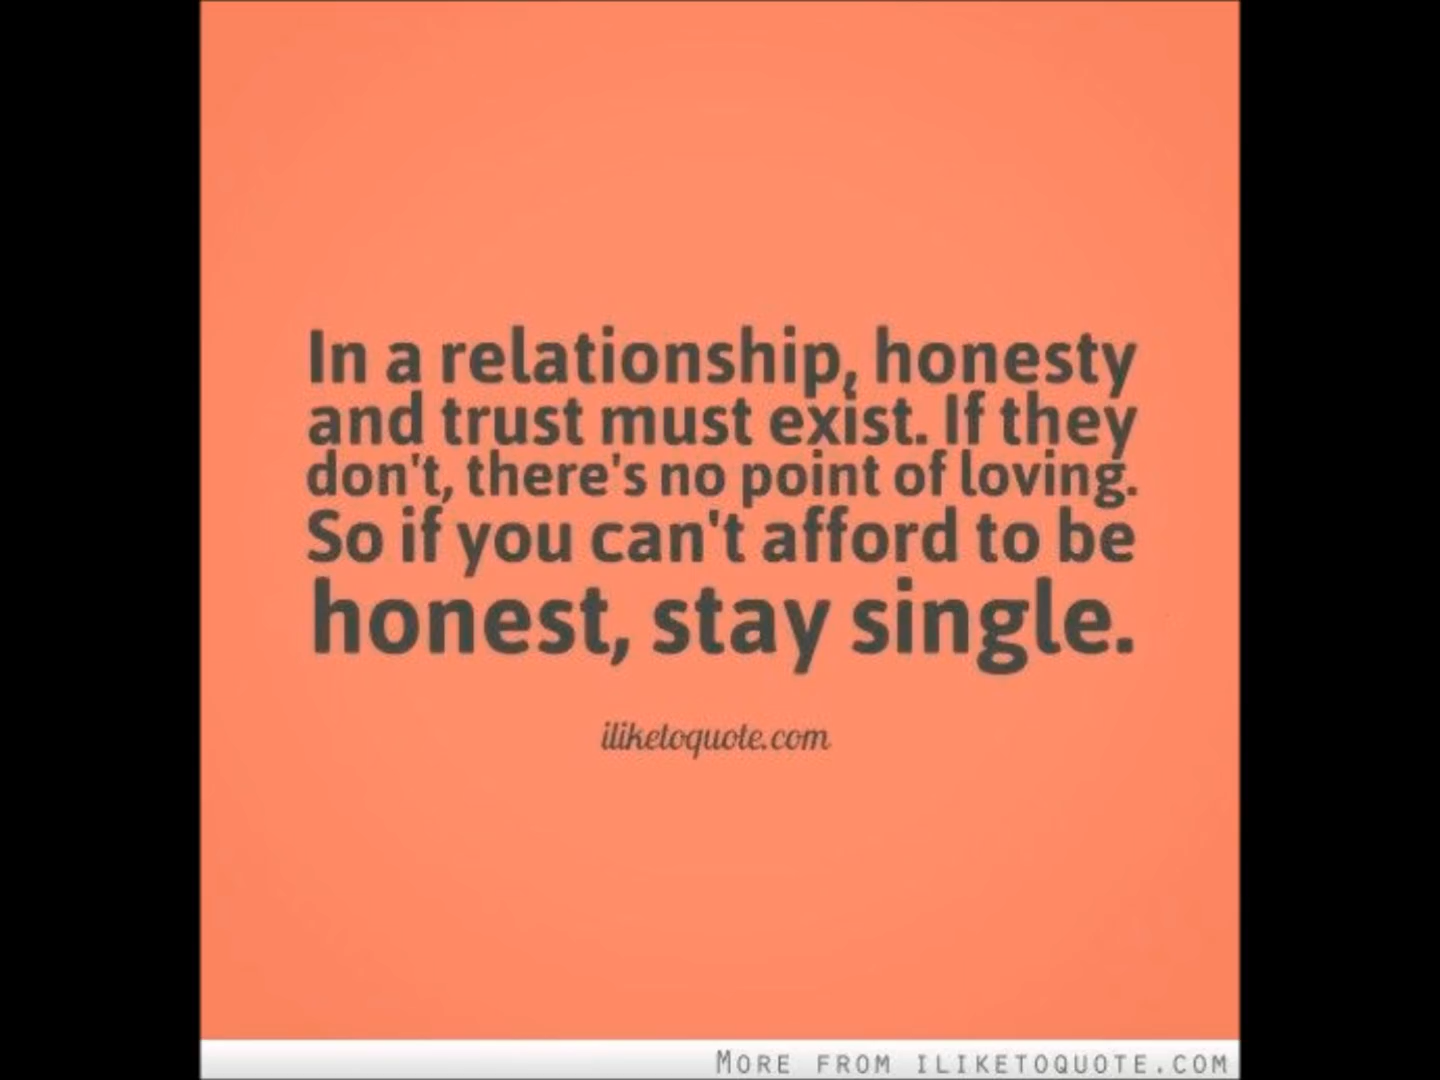 In a relationship, honesty
and trust must exist. If they
don't, there's no point of loving.
So if you can't afford to be
honest, stay single.
iliketoquote.com
MORE FROM ILIKETOQUOTE.COM